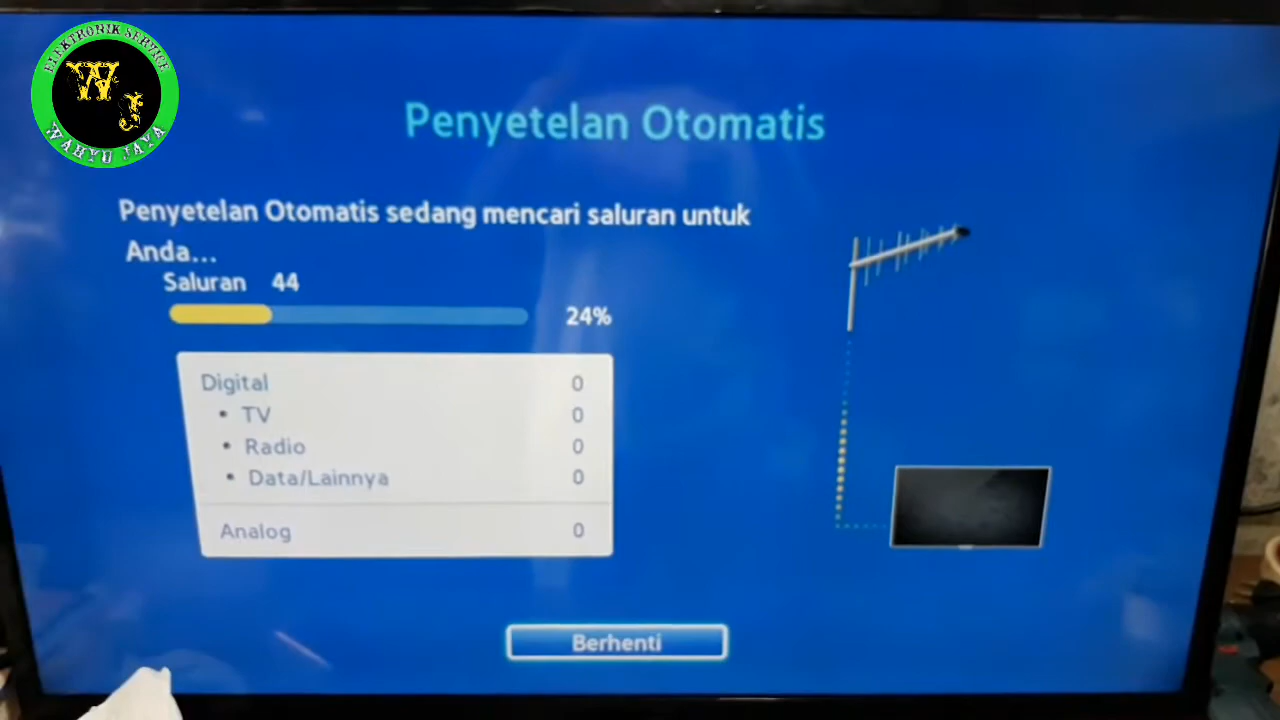 ELEKTRONIK SERVICE
WJ
WAHYU JAYA
Penyetelan Otomatis
Penyetelan Otomatis sedang mencari saluran untuk
Anda...
Saluran 44
24%
Digital 0
• TV 0
• Radio 0
• Data/Lainnya 0
Analog 0
Berhenti